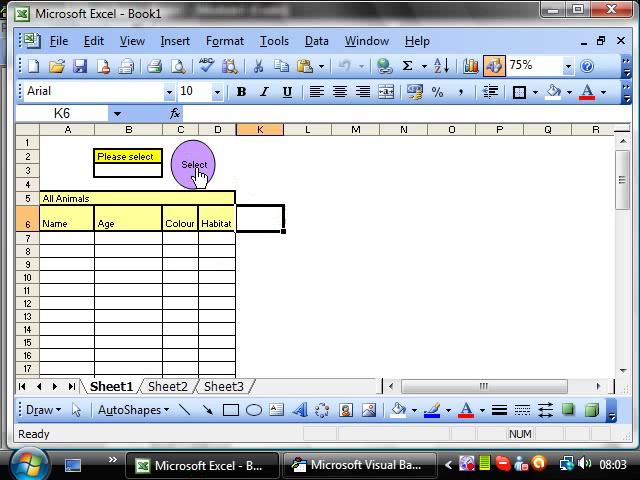 Microsoft Excel - Book1
File Edit View Insert Format Tools Data Window Help
ABC Σ A Z 75%
Arial 10 B I U % , A
K6 fx
A B C D K L M N O P Q R
1
2 Please select
3 Select
4
5 All Animals
6 Name Age Colour Habitat
7
8
9
10
11
12
13
14
15
16
17
Sheet1 Sheet2 Sheet3
Draw AutoShapes A A
Ready NUM
Microsoft Excel - B... Microsoft Visual Ba... 08:03